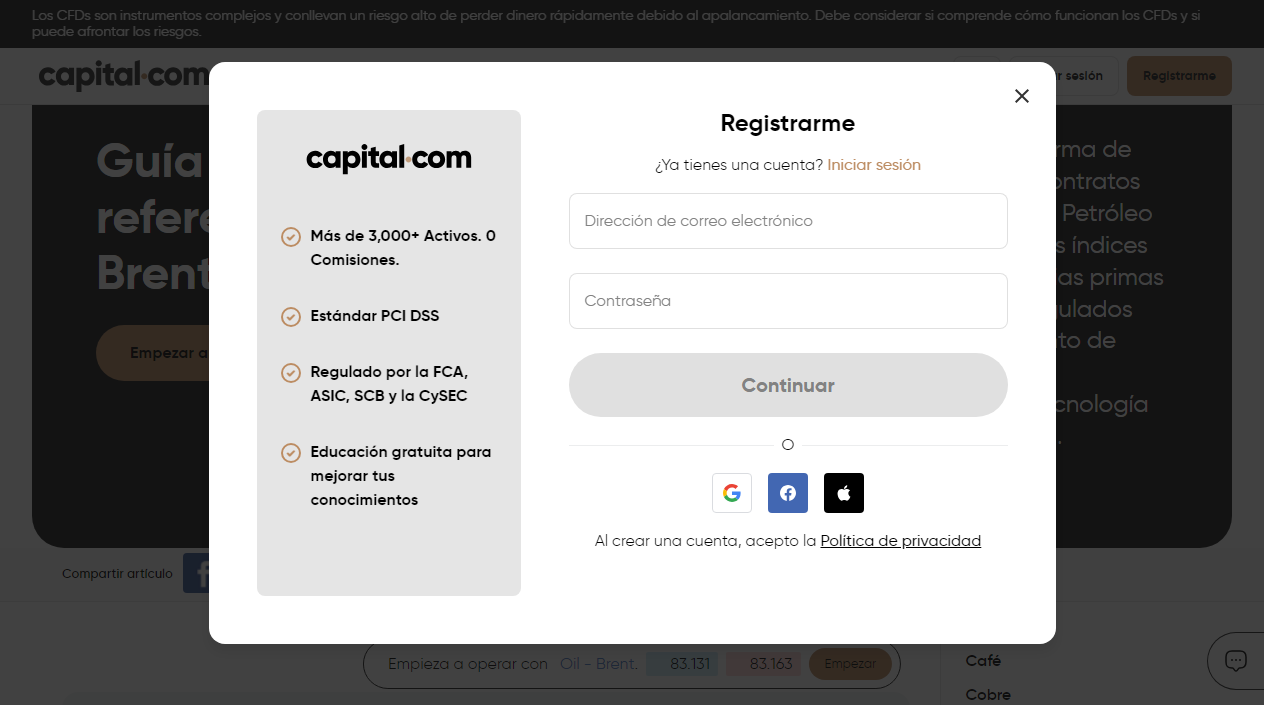 Los CFDs son instrumentos complejos y conllevan un riesgo alto de perder dinero rápidamente debido al apalancamiento. Debe considerar si comprende cómo funcionan los CFDs y si
puede afrontar los riesgos.
capital.com
sesión
Registrarme
Guía
Brent
Empezar
rma de
Petróleo
índices
as primas
ulados
to de
cnología
.
Registrarme
¿Ya tienes una cuenta? Iniciar sesión
Dirección de correo electrónico
Contraseña
Continuar
O
Al crear una cuenta, acepto la Política de privacidad
capital.com
Más de 3,000+ Activos. 0
Comisiones.
Estándar PCI DSS
Regulado por la FCA,
ASIC, SCB y la CySEC
Educación gratuita para
mejorar tus
conocimientos
Compartir artículo
Empieza a operar con Oil - Brent. 83.131 83.163 Empezar
Café
Cobre